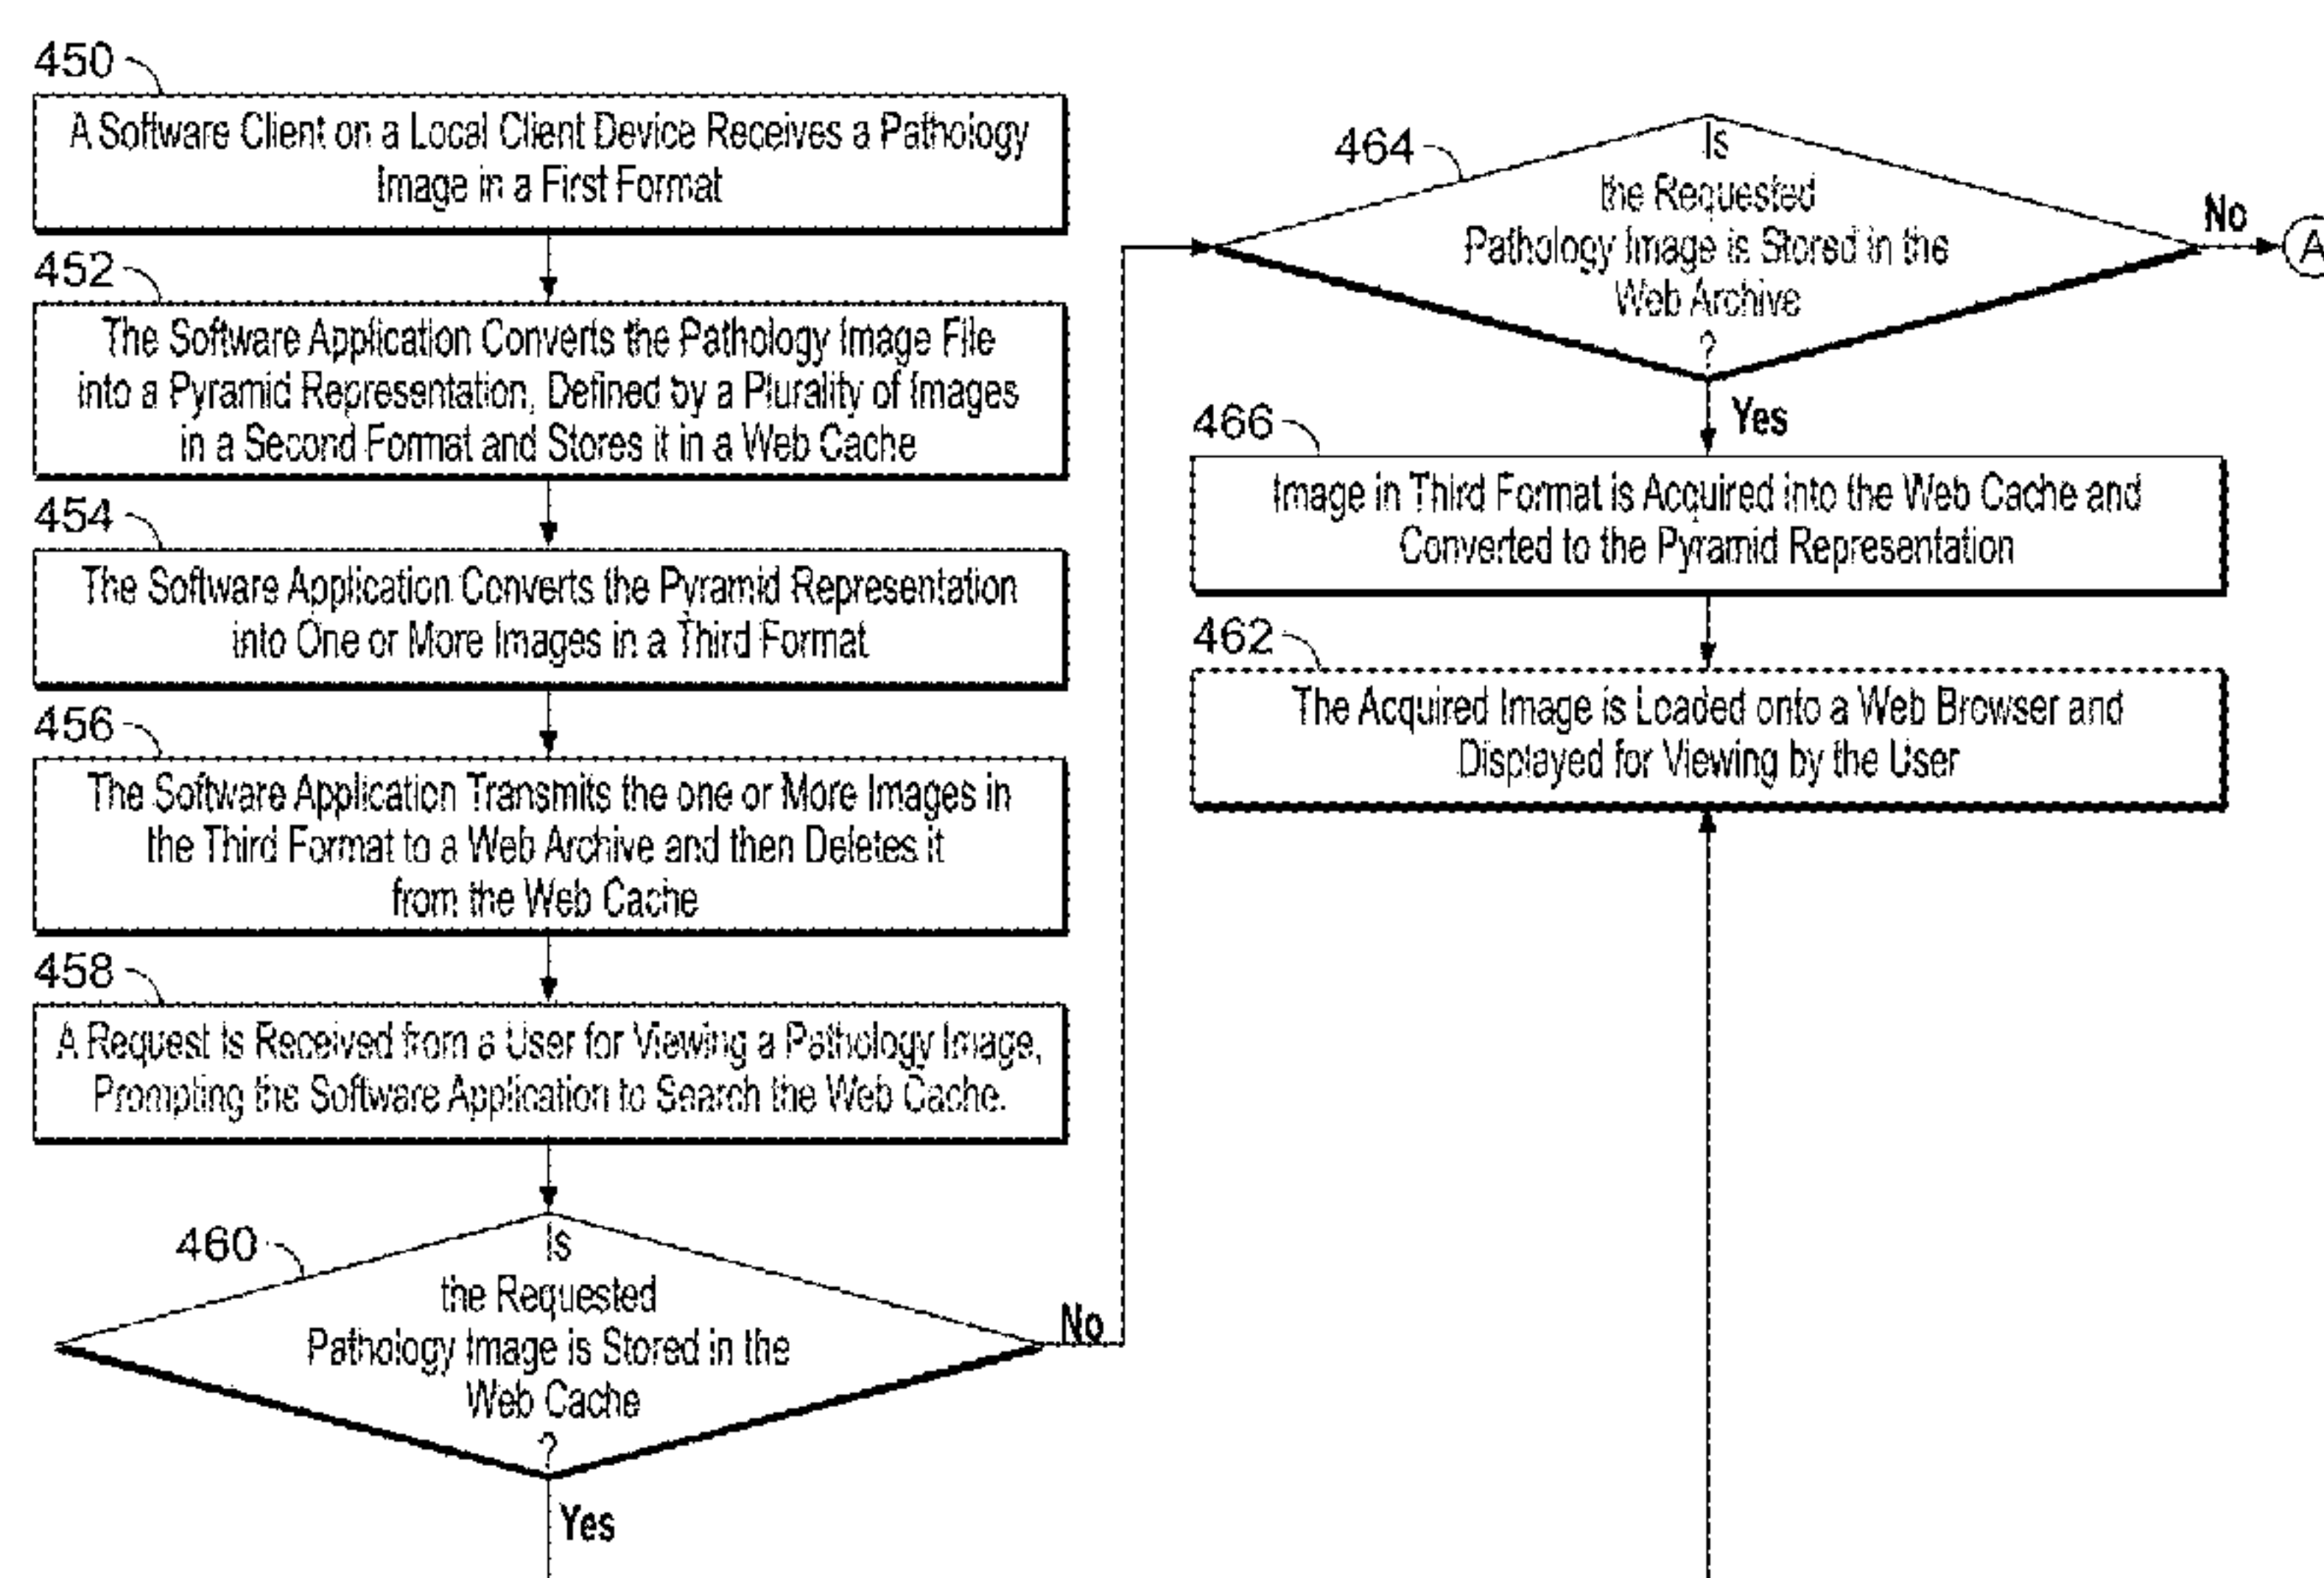 450
A Software Client on a Local Client Device Receives a Pathology
Image in a First Format
452
The Software Application Converts the Pathology Image File
into a Pyramid Representation, Defined by a Plurality of Images
in a Second Format and Stores it in a Web Cache
454
The Software Application Converts the Pyramid Representation
into One or More Images in a Third Format
456
The Software Application Transmits the one or More Images in
the Third Format to a Web Archive and then Deletes it
from the Web Cache
458
A Request is Received from a User for Viewing a Pathology Image,
Prompting the Software Application to Search the Web Cache.
460
Is
the Requested
Pathology Image is Stored in the
Web Cache
?
No
Yes
464
Is
the Requested
Pathology Image is Stored in the
Web Archive
?
No
A
Yes
466
Image in Third Format is Acquired into the Web Cache and
Converted to the Pyramid Representation
462
The Acquired Image is Loaded onto a Web Browser and
Displayed for Viewing by the User